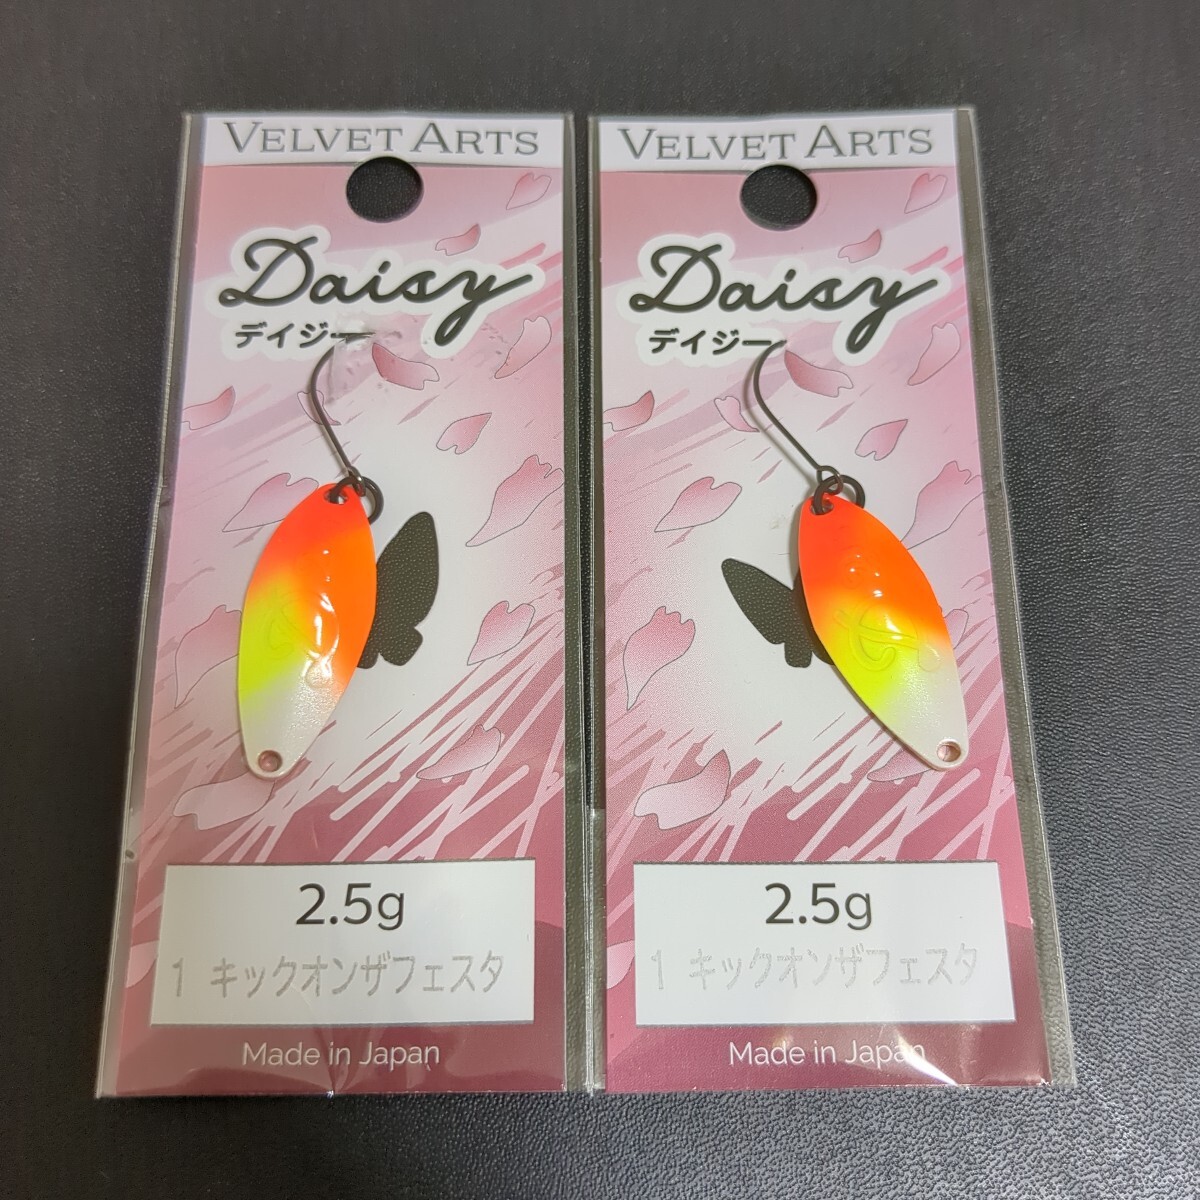 VELVET ARTS
Daisy
デイジー
2.5g
1 キックオンザフェスタ
Made in Japan
VELVET ARTS
Daisy
デイジー
2.5g
1 キックオンザフェスタ
Made in Japan